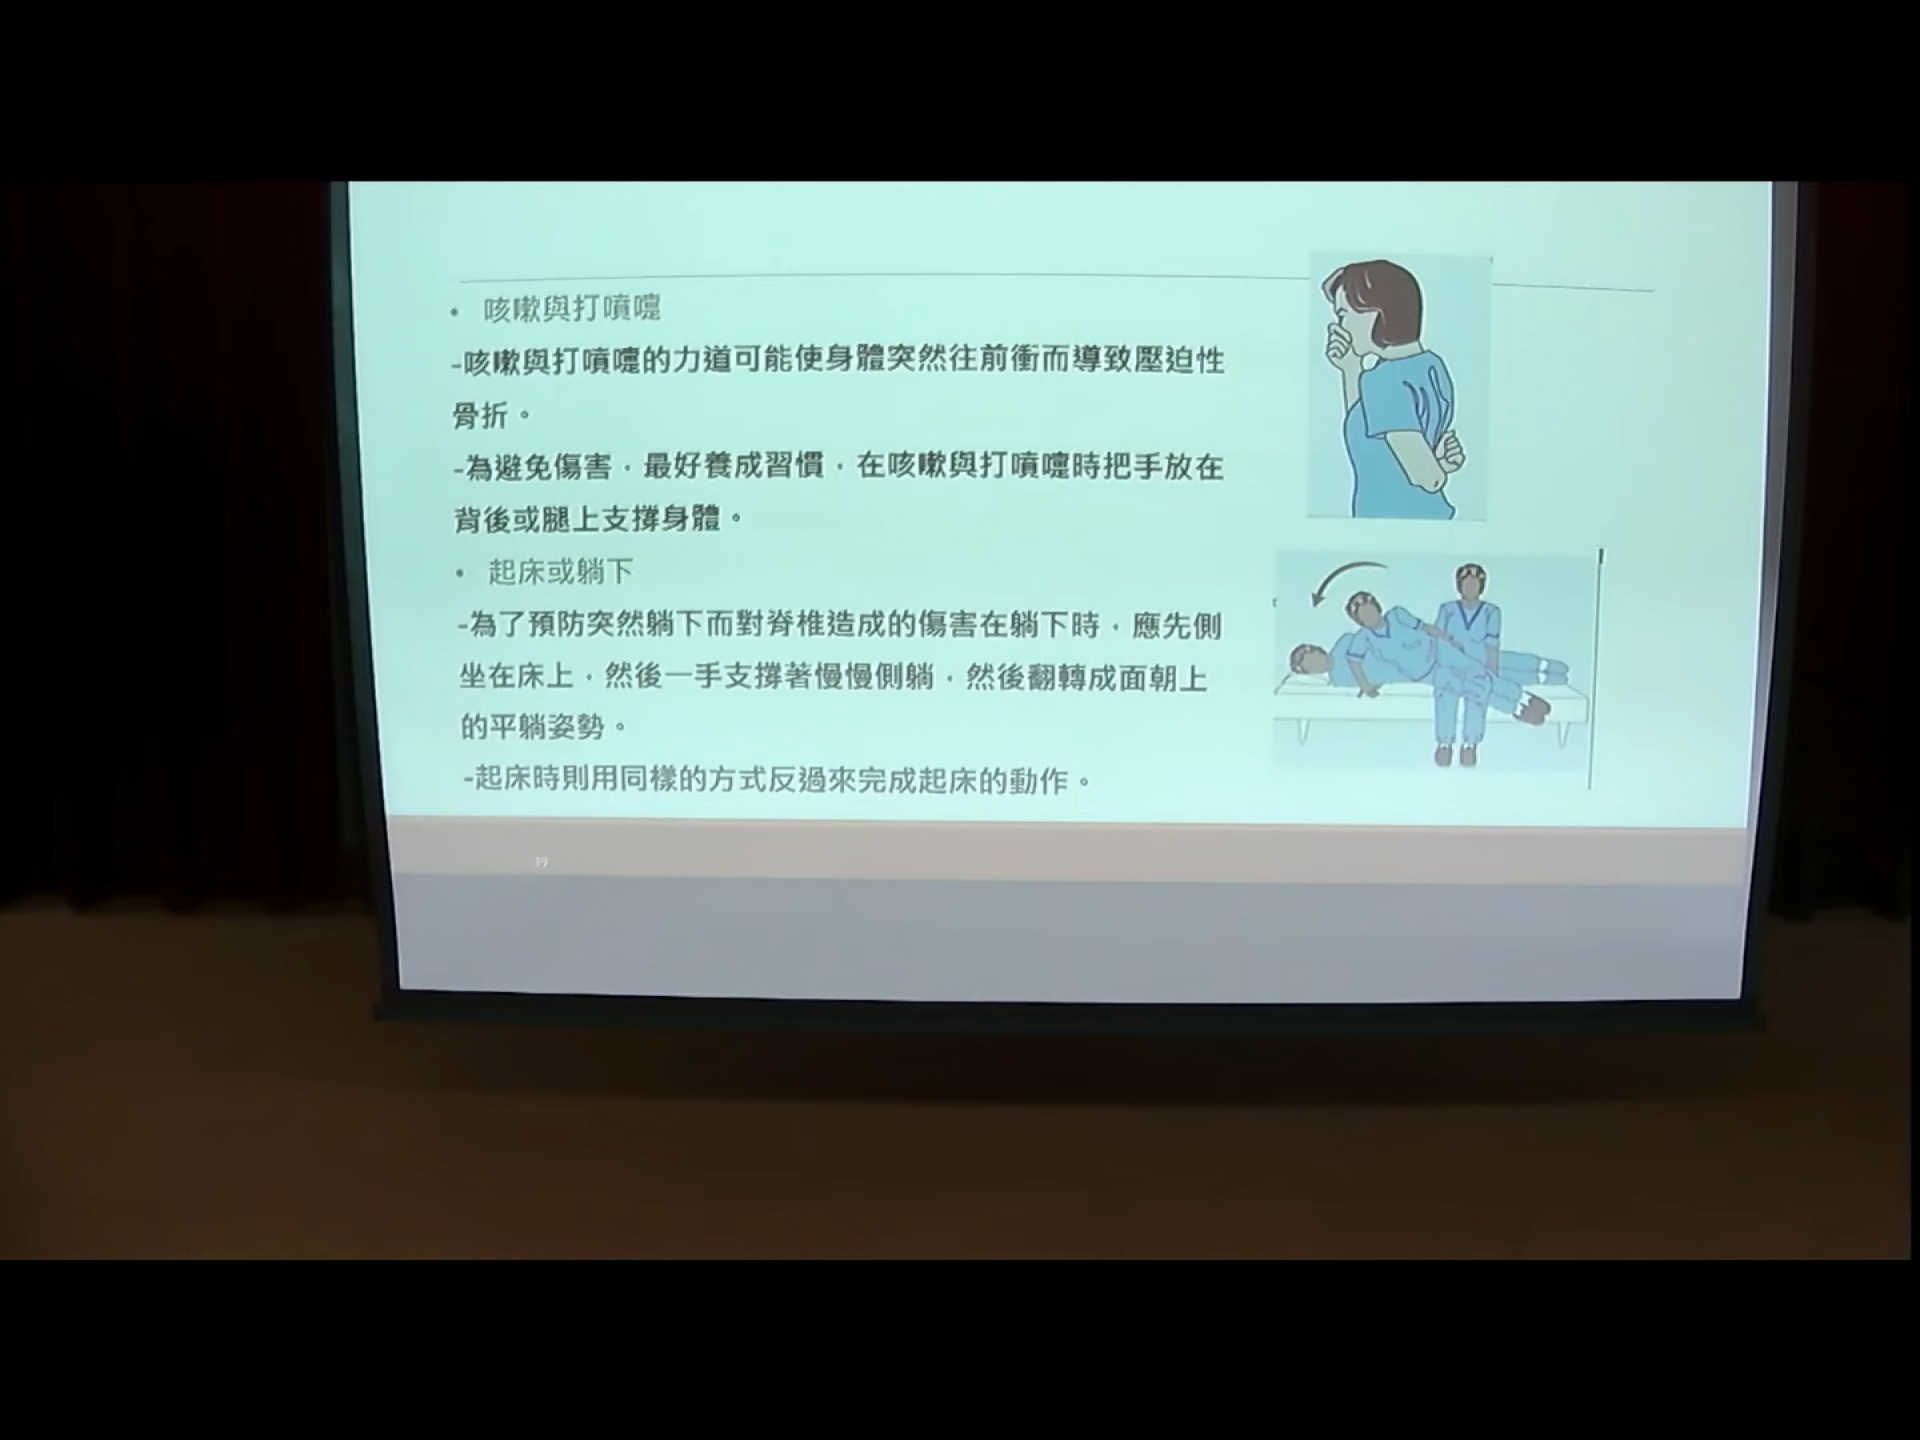 • 咳嗽與打噴嚏
-咳嗽與打噴嚏的力道可能使身體突然往前衝而導致壓迫性
骨折。
-為避免傷害，最好養成習慣，在咳嗽與打噴嚏時把手放在
背後或腿上支撐身體。
• 起床或躺下
-為了預防突然躺下而對脊椎造成的傷害在躺下時，應先側
坐在床上，然後一手支撐著慢慢側躺，然後翻轉成面朝上
的平躺姿勢。
-起床時則用同樣的方式反過來完成起床的動作。
19